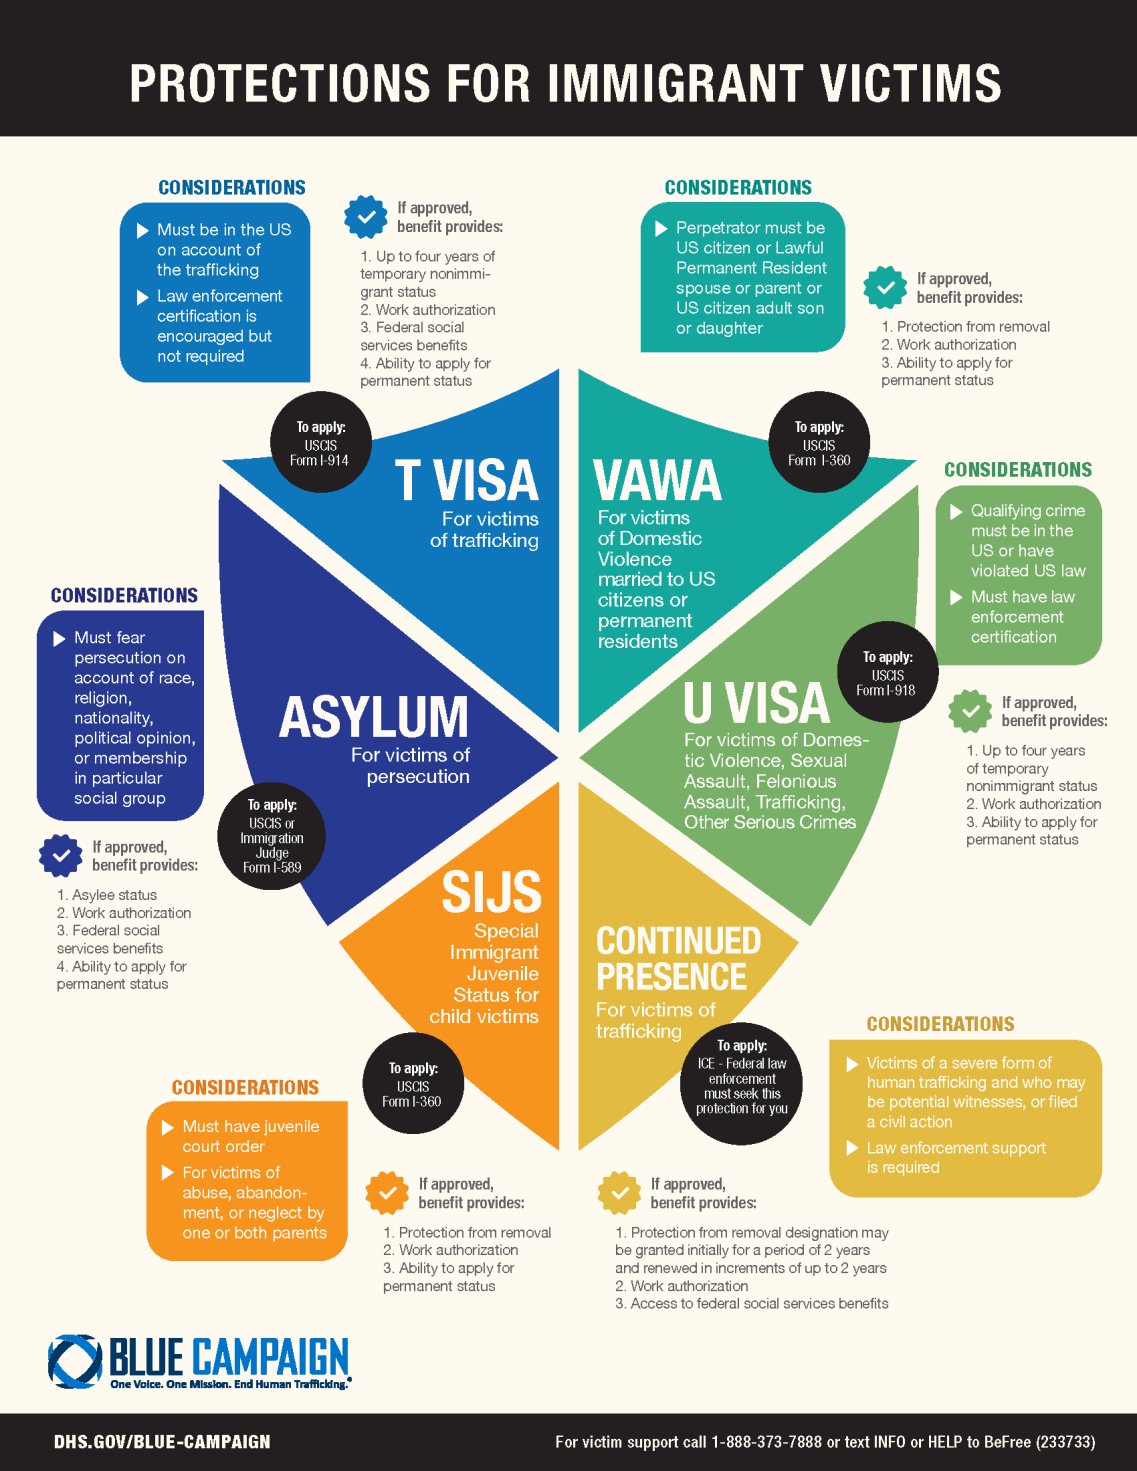 PROTECTIONS FOR IMMIGRANT VICTIMS
CONSIDERATIONS
Must be in the US
on account of
the trafficking
Law enforcement
certification is
encouraged but
not required
If approved,
benefit provides:
1. Up to four years of
temporary nonimmi-
grant status
2. Work authorization
3. Federal social
services benefits
4. Ability to apply for
permanent status
To apply:
USCIS
Form I-914
T VISA
For victims
of trafficking
CONSIDERATIONS
Perpetrator must be
US citizen or Lawful
Permanent Resident
spouse or parent or
US citizen adult son
or daughter
If approved,
benefit provides:
1. Protection from removal
2. Work authorization
3. Ability to apply for
permanent status
To apply:
USCIS
Form I-360
VAWA
For victims
of Domestic
Violence
married to US
citizens or
permanent
residents
CONSIDERATIONS
Qualifying crime
must be in the
US or have
violated US law
Must have law
enforcement
certification
To apply:
USCIS
Form I-918
If approved,
benefit provides:
1. Up to four years
of temporary
nonimmigrant status
2. Work authorization
3. Ability to apply for
permanent status
U VISA
For victims of Domes-
tic Violence, Sexual
Assault, Felonious
Assault, Trafficking,
Other Serious Crimes
CONSIDERATIONS
Must fear
persecution on
account of race,
religion,
nationality,
political opinion,
or membership
in particular
social group
ASYLUM
For victims of
persecution
To apply:
USCIS or
Immigration
Judge
Form I-589
If approved,
benefit provides:
1. Asylee status
2. Work authorization
3. Federal social
services benefits
4. Ability to apply for
permanent status
SIJS
Special
Immigrant
Juvenile
Status for
child victims
To apply:
USCIS
Form I-360
CONSIDERATIONS
Must have juvenile
court order
For victims of
abuse, abandon-
ment, or neglect by
one or both parents
If approved,
benefit provides:
1. Protection from removal
2. Work authorization
3. Ability to apply for
permanent status
CONTINUED
PRESENCE
For victims of
trafficking
To apply:
ICE - Federal law
enforcement
must seek this
protection for you
CONSIDERATIONS
Victims of a severe form of
human trafficking and who may
be potential witnesses, or filed
a civil action
Law enforcement support
is required
If approved,
benefit provides:
1. Protection from removal designation may
be granted initially for a period of 2 years
and renewed in increments of up to 2 years
2. Work authorization
3. Access to federal social services benefits
BLUE CAMPAIGN
One Voice. One Mission. End Human Trafficking.®
DHS.GOV/BLUE-CAMPAIGN
For victim support call 1-888-373-7888 or text INFO or HELP to BeFree (233733)